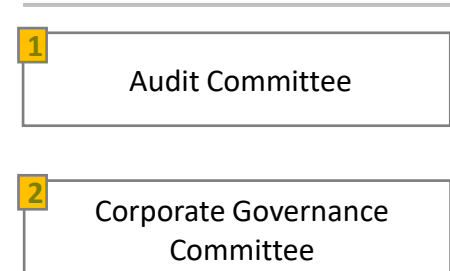 1
Audit Committee
2
Corporate Governance
Committee